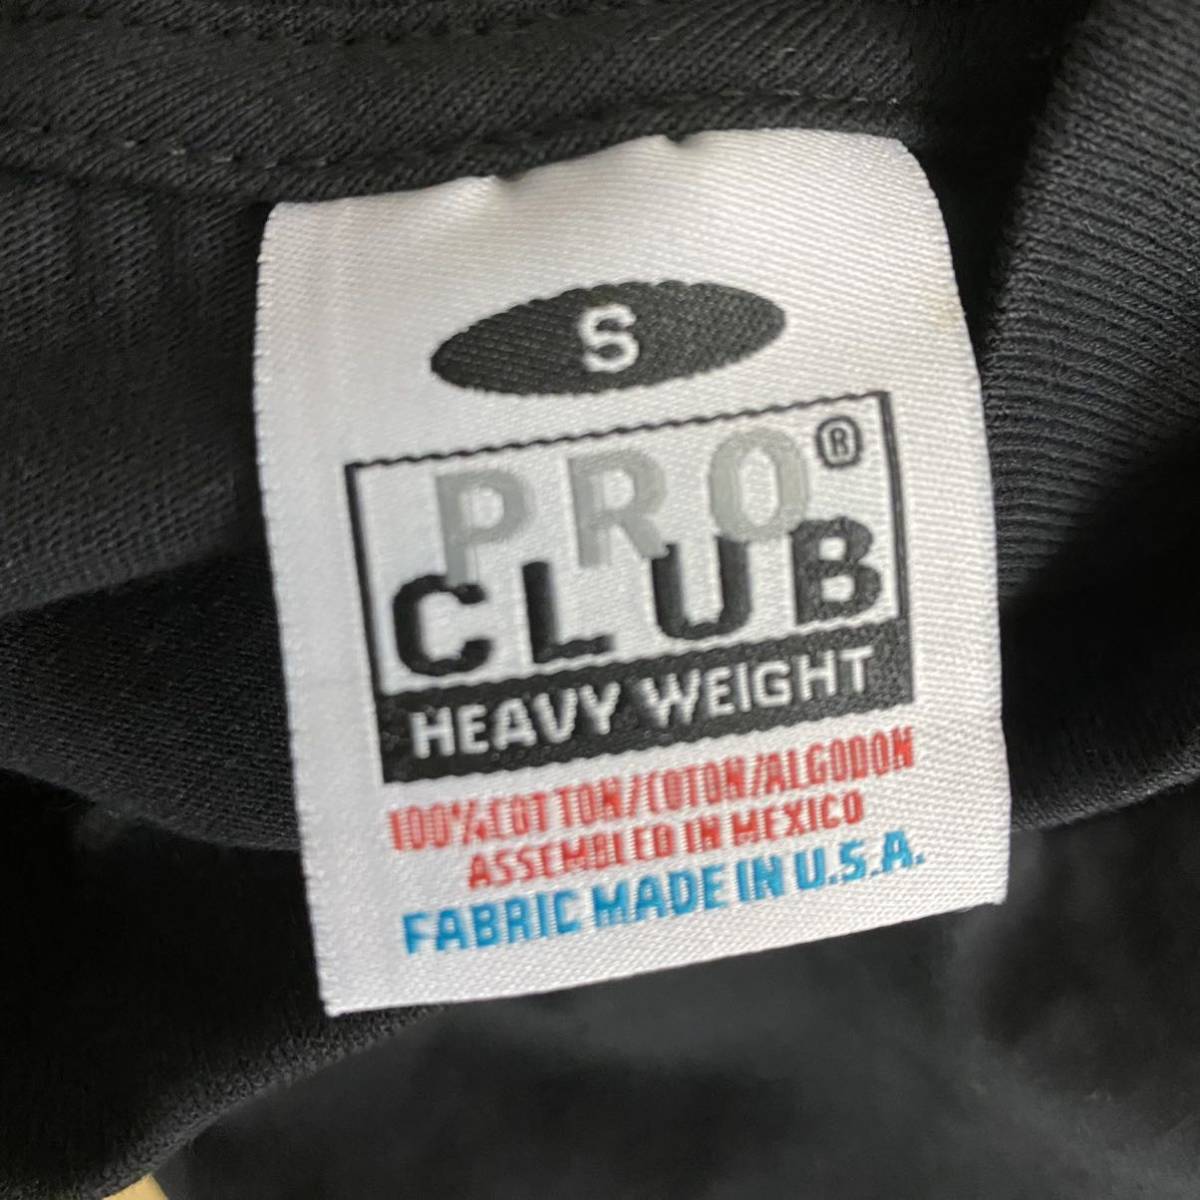 S
PRO®
CLUB
HEAVY WEIGHT
100% COTTON/COTON/ALGODON
ASSEMBLED IN MEXICO
FABRIC MADE IN U.S.A.